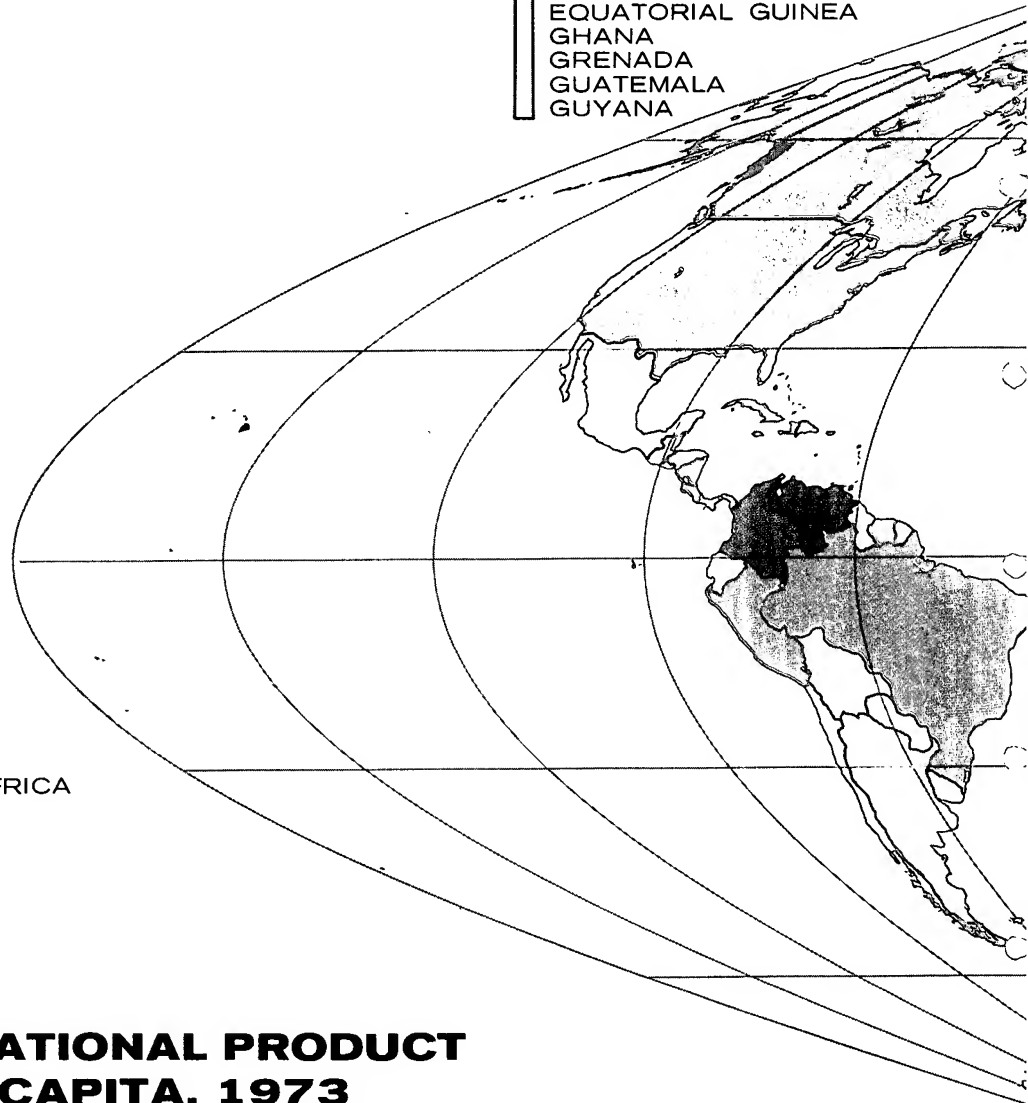 EQUATORIAL GUINEA
GHANA
GRENADA
GUATEMALA
GUYANA
FRICA
ATIONAL PRODUCT
CAPITA, 1973